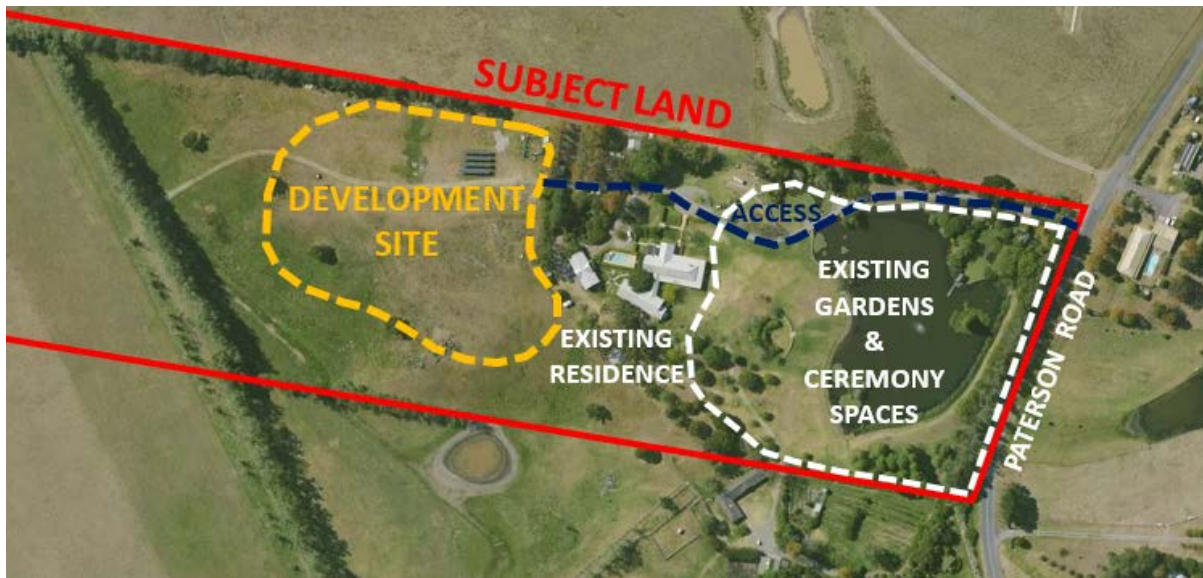 SUBJECT LAND
DEVELOPMENT
SITE
ACCESS
EXISTING
GARDENS
&
CEREMONY
SPACES
EXISTING
RESIDENCE
PATERSON ROAD